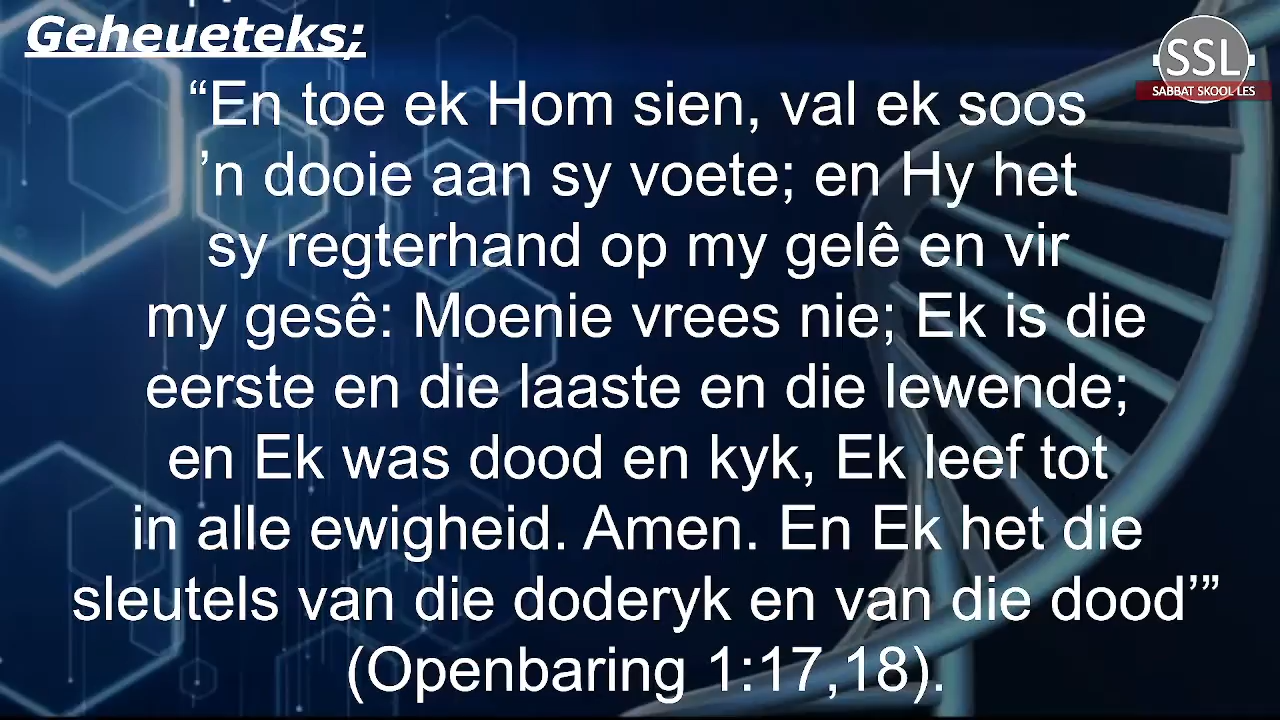 Geheueteks;
SSL
SABBAT SKOOL LES
“En toe ek Hom sien, val ek soos
’n dooie aan sy voete; en Hy het
sy regterhand op my gelê en vir
my gesê: Moenie vrees nie; Ek is die
eerste en die laaste en die lewende;
en Ek was dood en kyk, Ek leef tot
in alle ewigheid. Amen. En Ek het die
sleutels van die doderyk en van die dood’”
(Openbaring 1:17,18).